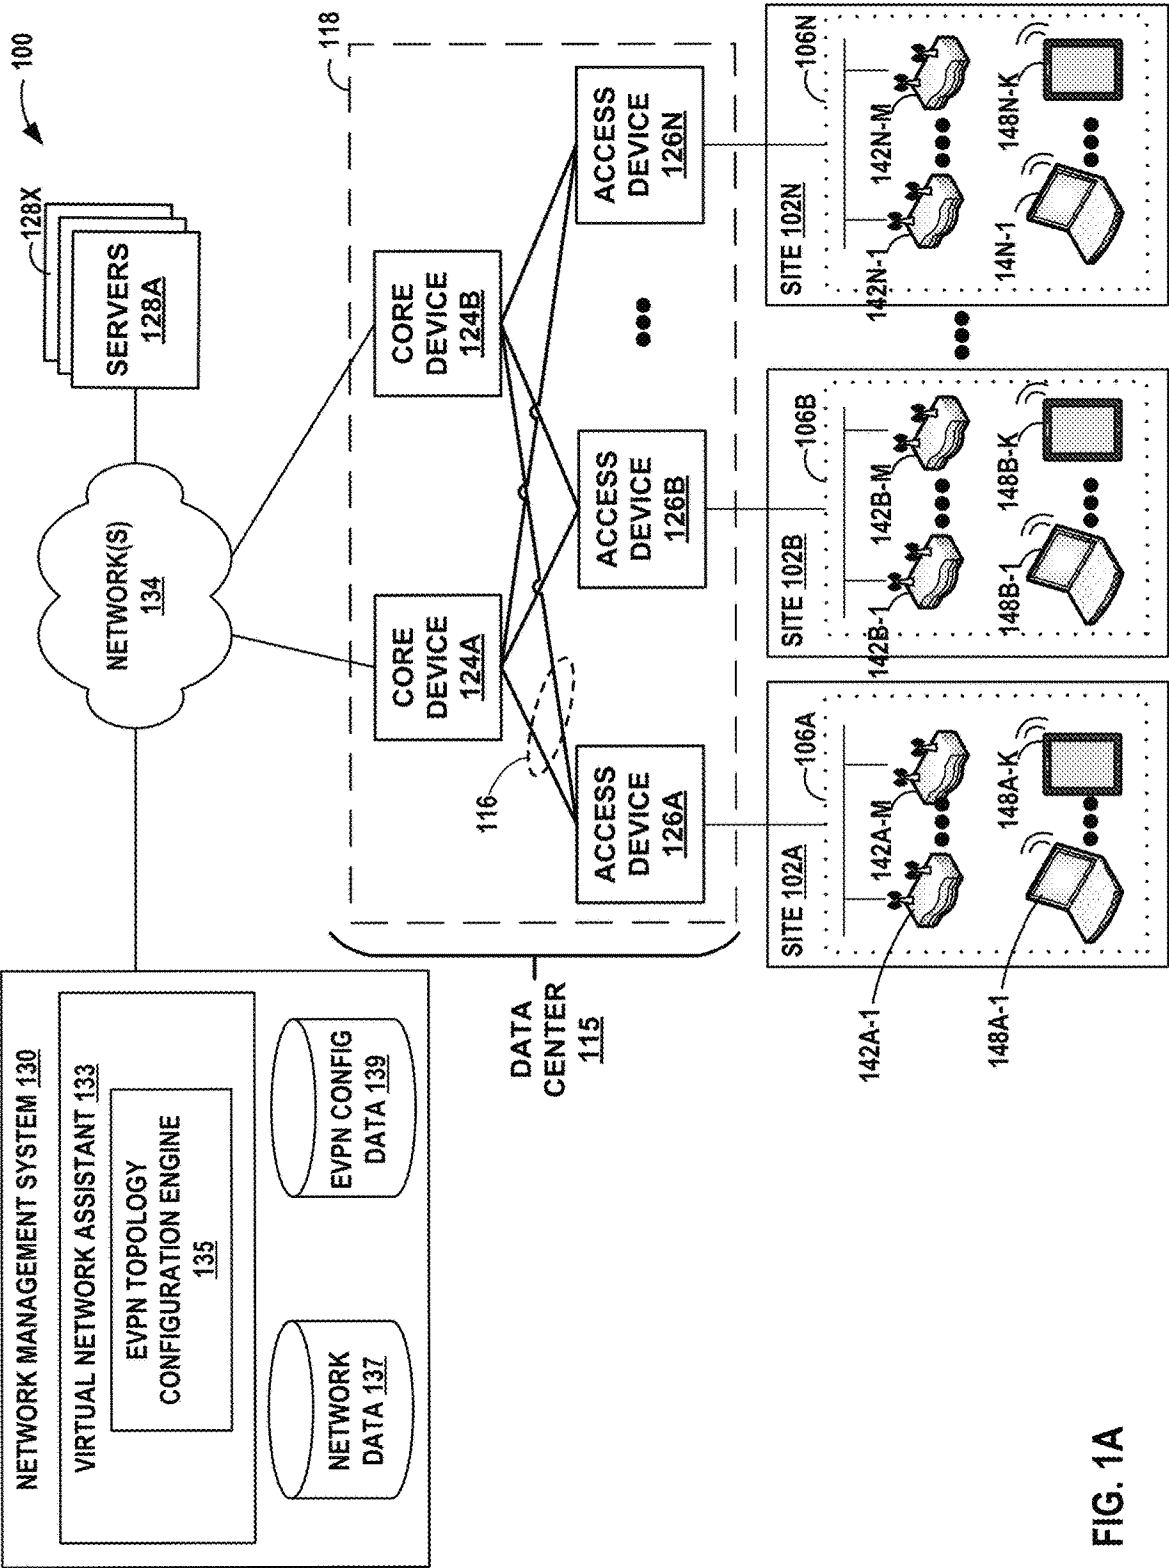 100
NETWORK MANAGEMENT SYSTEM 130
VIRTUAL NETWORK ASSISTANT 133
EVPN TOPOLOGY
CONFIGURATION ENGINE
135
NETWORK
DATA 137
EVPN CONFIG
DATA 139
NETWORK(S)
134
SERVERS
128A
128X
118
CORE
DEVICE
124A
CORE
DEVICE
124B
116
ACCESS
DEVICE
126A
ACCESS
DEVICE
126B
ACCESS
DEVICE
126N
DATA
CENTER
115
SITE 102A
106A
142A-1
142A-M
148A-1
148A-K
SITE 102B
106B
142B-1
142B-M
148B-1
148B-K
SITE 102N
106N
142N-1
142N-M
14N-1
148N-K
FIG. 1A